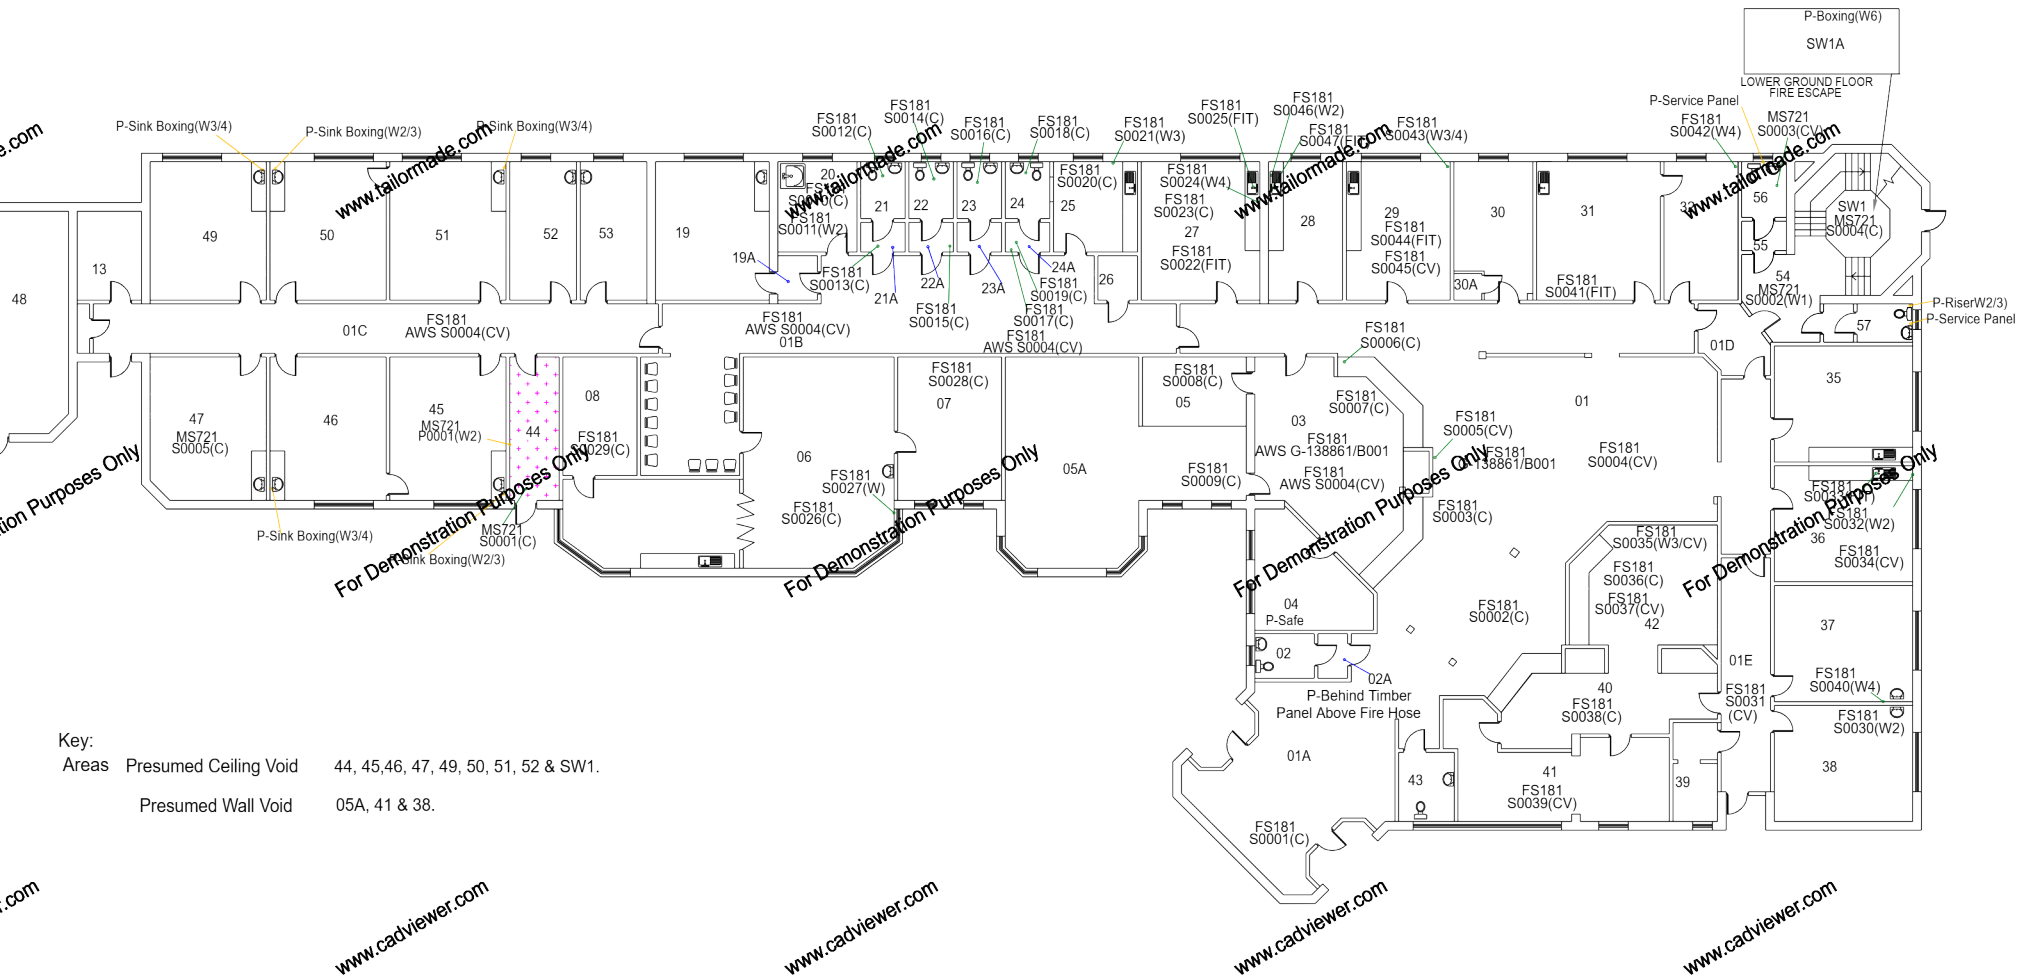 P-Boxing(W6)
SW1A
LOWER GROUND FLOOR
FIRE ESCAPE
P-Sink Boxing(W3/4)
P-Sink Boxing(W2/3)
P-Sink Boxing(W3/4)
FS181
S0012(C)
FS181
S0014(C)
FS181
S0016(C)
FS181
S0018(C)
FS181
S0021(W3)
FS181
S0025(FIT)
FS181
S0046(W2)
FS181
S0047(FIT)
FS181
S0043(W3/4)
P-Service Panel
FS181
S0042(W4)
MS721
S0003(CV)
www.tailormade.com
www.tailormade.com
www.tailormade.com
www.tailormade.com
e.com
48
13
49
50
51
52
53
19
19A
20
FS181
S0010(C)
FS181
S0011(W2)
21
22
23
24
FS181
S0013(C)
21A
22A
23A
24A
FS181
S0015(C)
FS181
S0017(C)
FS181
S0019(C)
FS181
S0020(C)
25
26
FS181
S0024(W4)
FS181
S0023(C)
27
FS181
S0022(FIT)
28
29
FS181
S0044(FIT)
FS181
S0045(CV)
30
30A
31
FS181
S0041(FIT)
32
56
55
54
MS721
S0002(W1)
SW1
MS721
S0004(C)
P-RiserW2/3)
P-Service Panel
57
01C
FS181
AWS S0004(CV)
FS181
AWS S0004(CV)
01B
FS181
AWS S0004(CV)
FS181
S0006(C)
01D
47
MS721
S0005(C)
46
45
MS721
P0001(W2)
44
08
FS181
S0029(C)
06
FS181
S0027(W)
FS181
S0026(C)
FS181
S0028(C)
07
05A
FS181
S0008(C)
05
FS181
S0009(C)
03
FS181
S0007(C)
FS181
AWS G-138861/B001
FS181
AWS S0004(CV)
FS181
S0005(CV)
FS181
G-138861/B001
FS181
S0003(C)
01
FS181
S0004(CV)
35
FS181
FS181
S0032(W2)
36
FS181
S0034(CV)
P-Sink Boxing(W3/4)
MS721
S0001(C)
P-Sink Boxing(W2/3)
tion Purposes Only
For Demonstration Purposes Only
For Demonstration Purposes Only
For Demonstration Purposes Only
For Demonstration Purposes Only
FS181
S0035(W3/CV)
FS181
S0036(C)
FS181
S0037(CV)
42
04
P-Safe
FS181
S0002(C)
02
02A
P-Behind Timber
Panel Above Fire Hose
01E
FS181
S0031
(CV)
37
FS181
S0040(W4)
FS181
S0030(W2)
38
40
FS181
S0038(C)
41
FS181
S0039(CV)
39
43
01A
FS181
S0001(C)
Key:
Areas Presumed Ceiling Void 44, 45,46, 47, 49, 50, 51, 52 & SW1.
Presumed Wall Void 05A, 41 & 38.
r.com
www.cadviewer.com
www.cadviewer.com
www.cadviewer.com
www.cadviewer.com